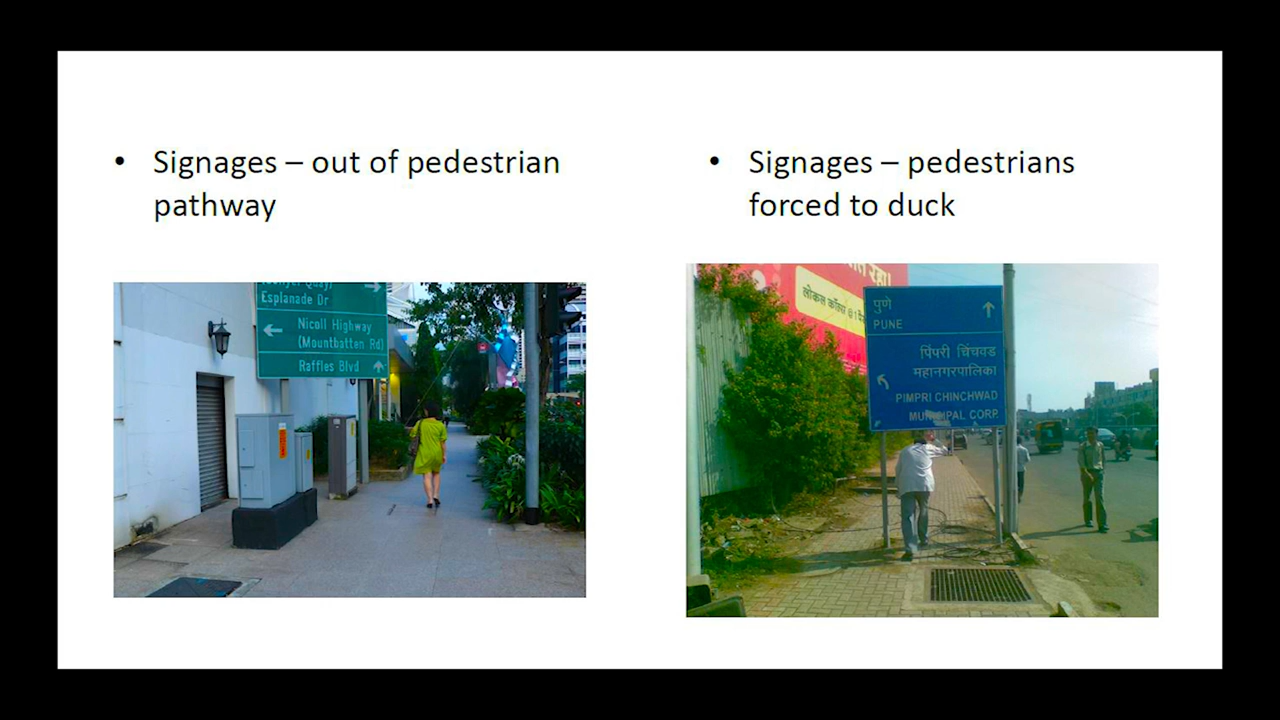 • Signages – out of pedestrian
pathway
• Signages – pedestrians
forced to duck
Esplanade Dr
Nicoll Highway
(Mountbatten Rd)
Raffles Blvd
लोकल कॉल्स
पुणे
PUNE
पिंपरी चिंचवड
महानगरपालिका
PIMPRI CHINCHWAD
MUNICIPAL CORP.